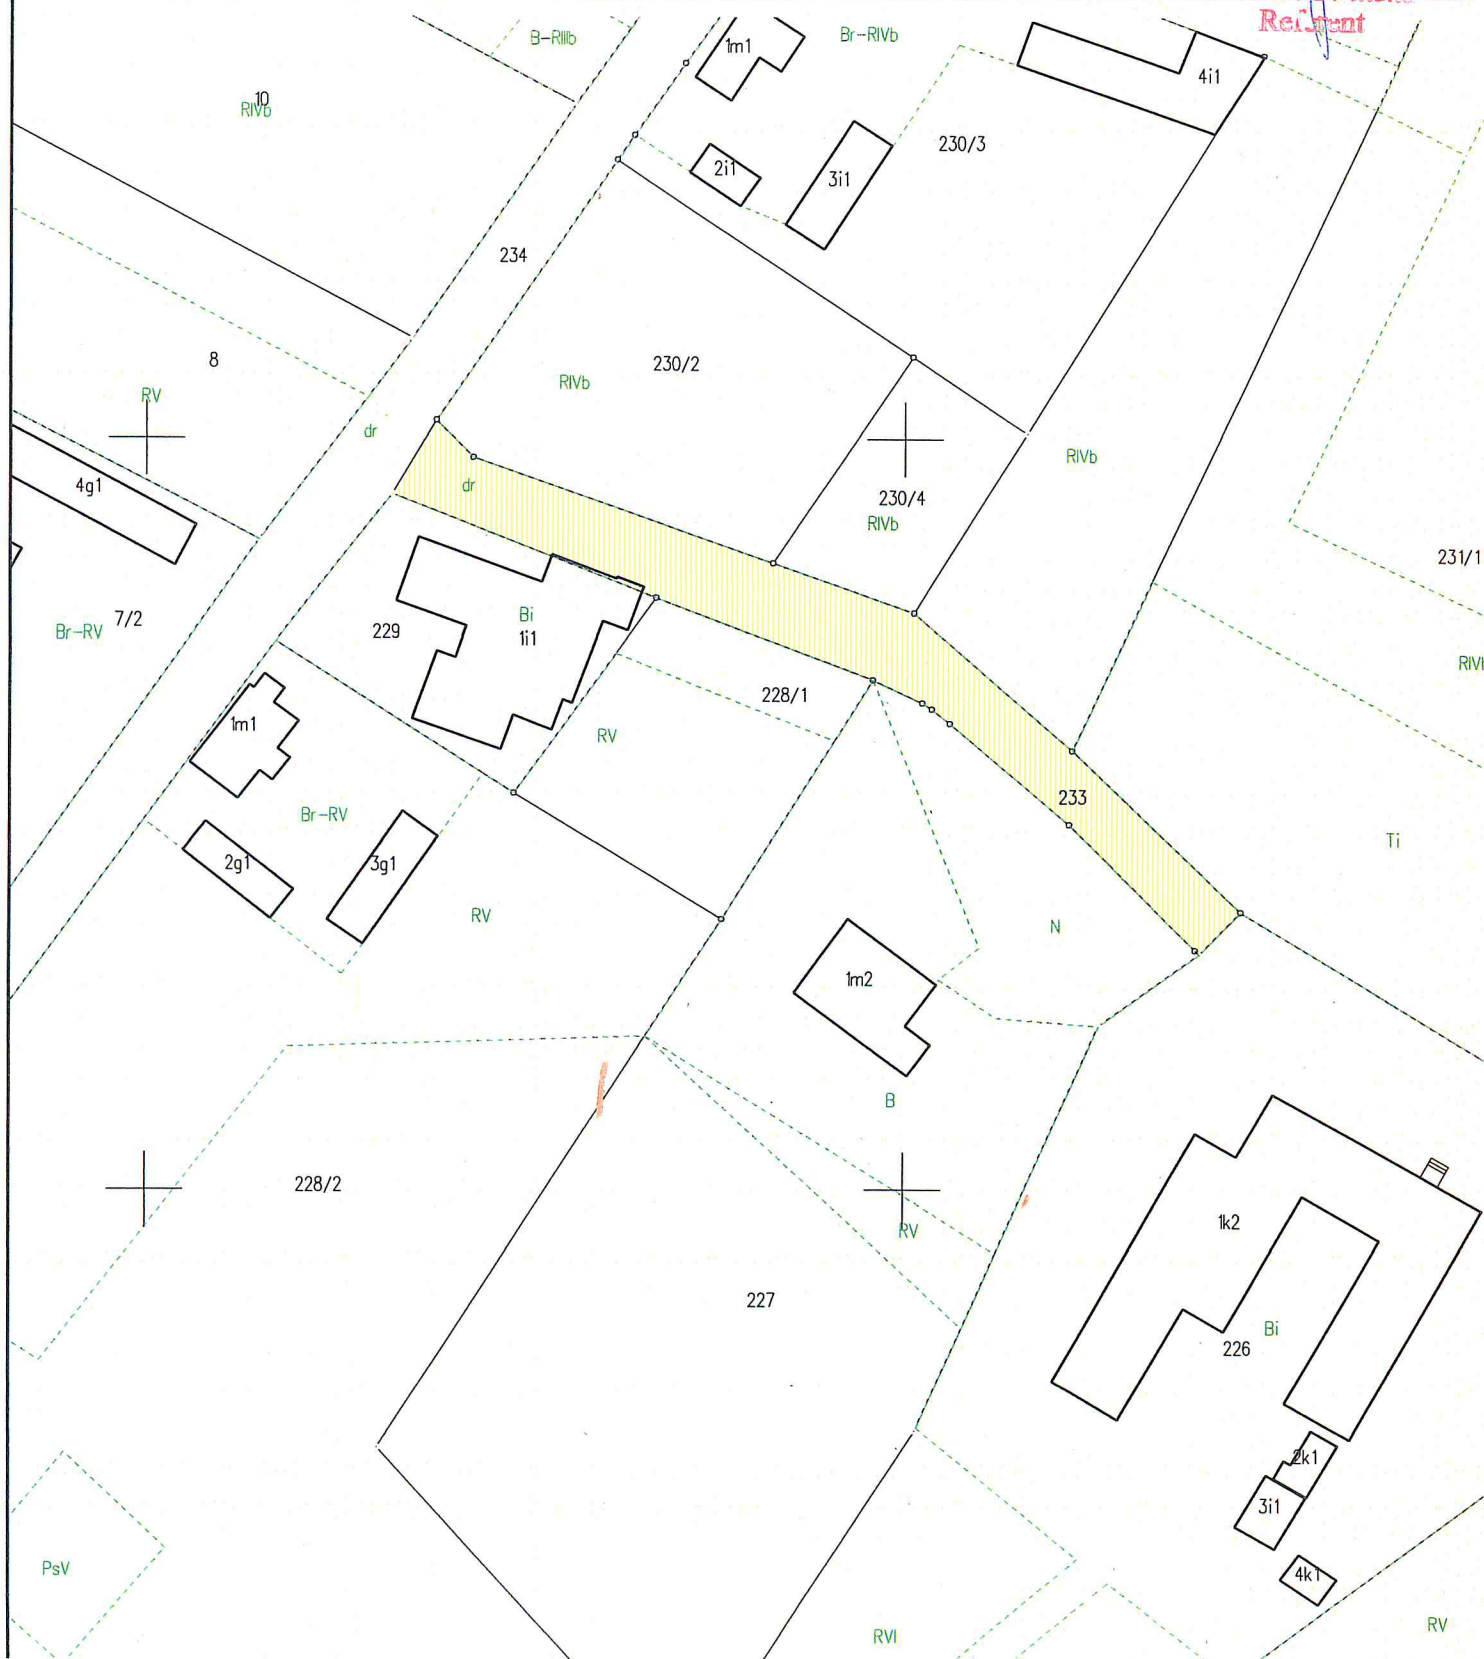 Referent
B-RIIIb
1m1
Br-RIVb
4i1
10
RIVb
230/3
2i1
3i1
234
8
230/2
RIVb
RV
dr
RIVb
4g1
dr
230/4
RIVb
231/1
Bi
7/2
Br-RV
229
1i1
RIVb
228/1
1m1
RV
233
Br-RV
Ti
2g1
3g1
RV
N
1m2
B
228/2
1k2
RV
227
Bi
226
2k1
3i1
PsV
4k1
RVI
RV